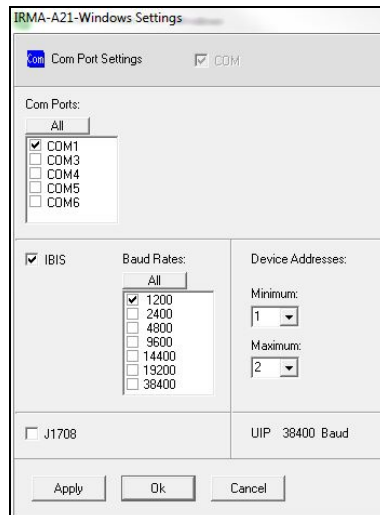 IRMA-A21-Windows Settings
Com Com Port Settings COM
Com Ports:
All
COM1
COM3
COM4
COM5
COM6
IBIS
Baud Rates:
All
1200
2400
4800
9600
14400
19200
38400
Device Addresses:
Minimum:
1
Maximum:
2
J1708
UIP 38400 Baud
Apply Ok Cancel